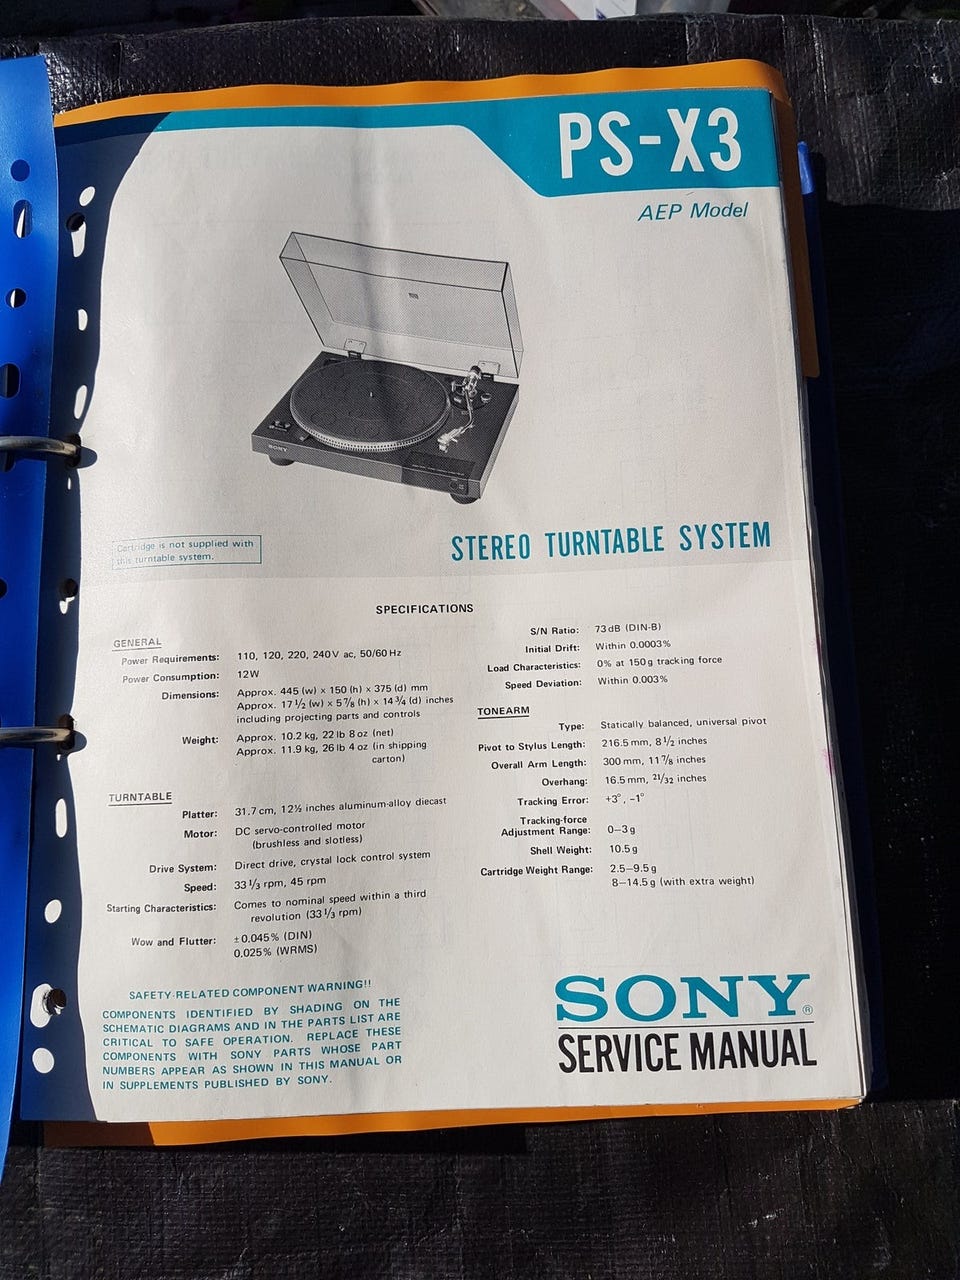 PS-X3
AEP Model
SONY
Cartridge is not supplied with
this turntable system.
STEREO TURNTABLE SYSTEM
SPECIFICATIONS
GENERAL
Power Requirements: 110, 120, 220, 240V ac, 50/60 Hz
Power Consumption: 12W
Dimensions: Approx. 445 (w) x 150 (h) x 375 (d) mm
Approx. 17 1/2 (w) x 5 7/8 (h) x 14 3/4 (d) inches
including projecting parts and controls
Weight: Approx. 10.2 kg, 22 lb 8 oz (net)
Approx. 11.9 kg, 26 lb 4 oz (in shipping
carton)
TURNTABLE
Platter: 31.7 cm, 12½ inches aluminum-alloy diecast
Motor: DC servo-controlled motor
(brushless and slotless)
Drive System: Direct drive, crystal lock control system
Speed: 33 1/3 rpm, 45 rpm
Starting Characteristics: Comes to nominal speed within a third
revolution (33 1/3 rpm)
Wow and Flutter: ±0.045% (DIN)
0.025% (WRMS)
S/N Ratio: 73 dB (DIN-B)
Initial Drift: Within 0.0003%
Load Characteristics: 0% at 150 g tracking force
Speed Deviation: Within 0.003%
TONEARM
Type: Statically balanced, universal pivot
Pivot to Stylus Length: 216.5 mm, 8 1/2 inches
Overall Arm Length: 300 mm, 11 7/8 inches
Overhang: 16.5 mm, 21/32 inches
Tracking Error: +3°, -1°
Tracking-force
Adjustment Range: 0–3 g
Shell Weight: 10.5 g
Cartridge Weight Range: 2.5–9.5 g
8–14.5 g (with extra weight)
SAFETY-RELATED COMPONENT WARNING!!
COMPONENTS IDENTIFIED BY SHADING ON THE
SCHEMATIC DIAGRAMS AND IN THE PARTS LIST ARE
CRITICAL TO SAFE OPERATION. REPLACE THESE
COMPONENTS WITH SONY PARTS WHOSE PART
NUMBERS APPEAR AS SHOWN IN THIS MANUAL OR
IN SUPPLEMENTS PUBLISHED BY SONY.
SONY®
SERVICE MANUAL